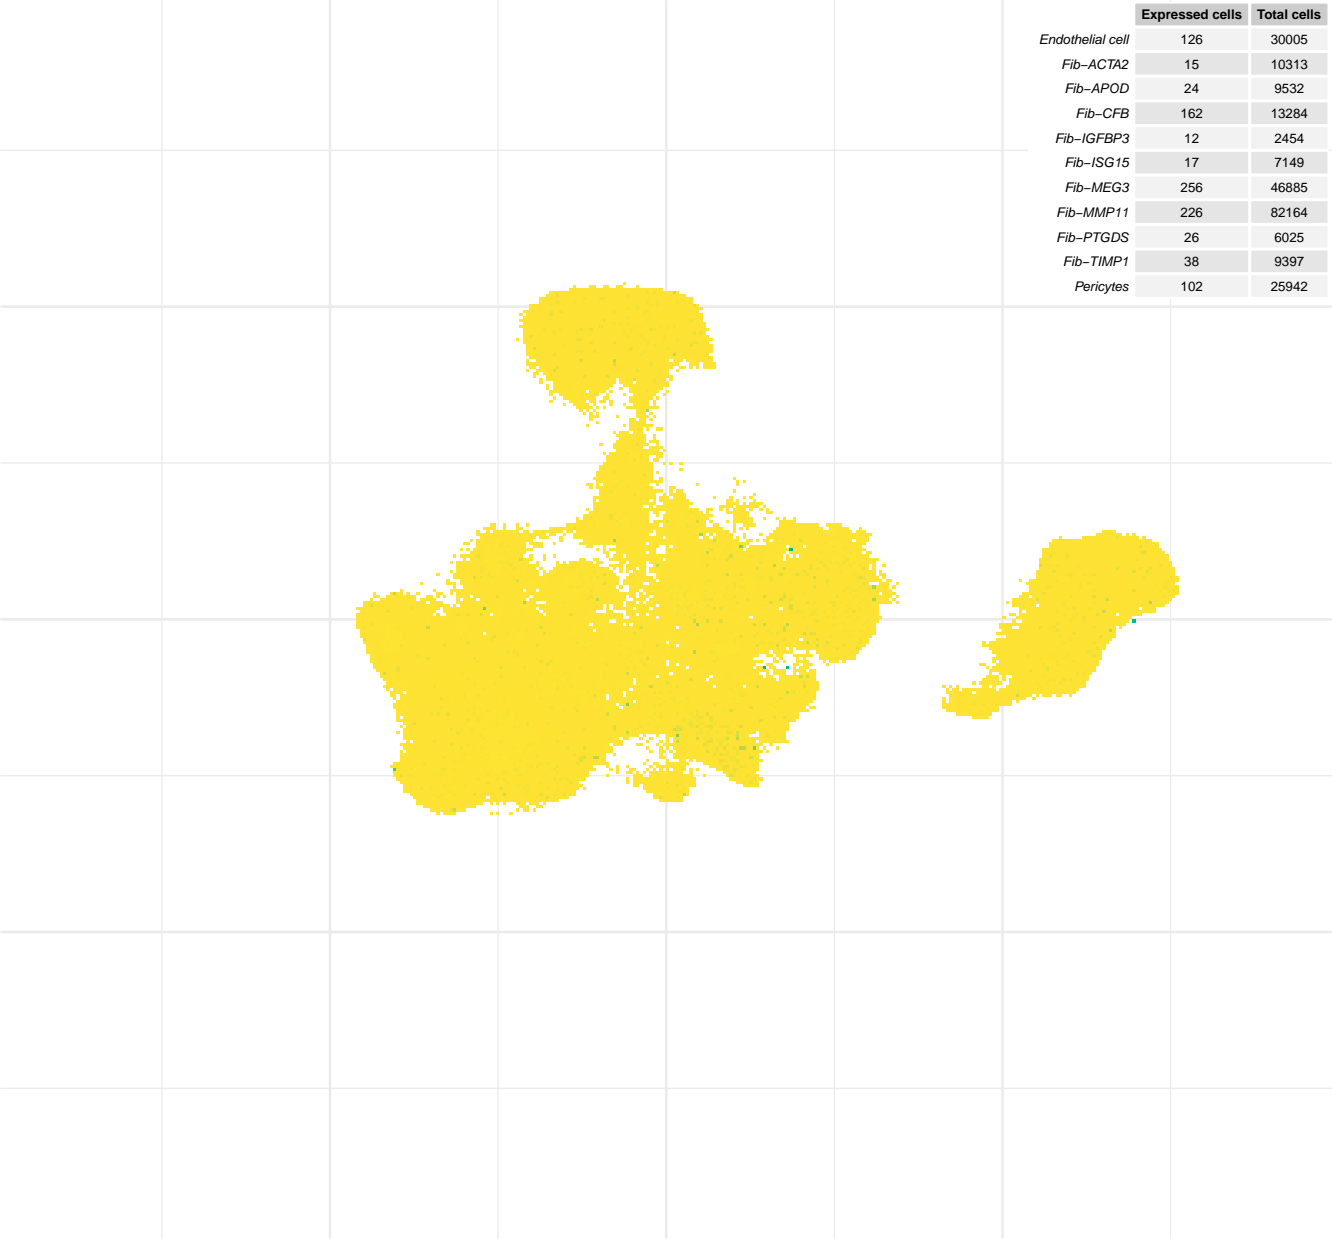 Expressed cells Total cells
Endothelial cell 126 30005
Fib−ACTA2 15 10313
Fib−APOD 24 9532
Fib−CFB 162 13284
Fib−IGFBP3 12 2454
Fib−ISG15 17 7149
Fib−MEG3 256 46885
Fib−MMP11 226 82164
Fib−PTGDS 26 6025
Fib−TIMP1 38 9397
Pericytes 102 25942